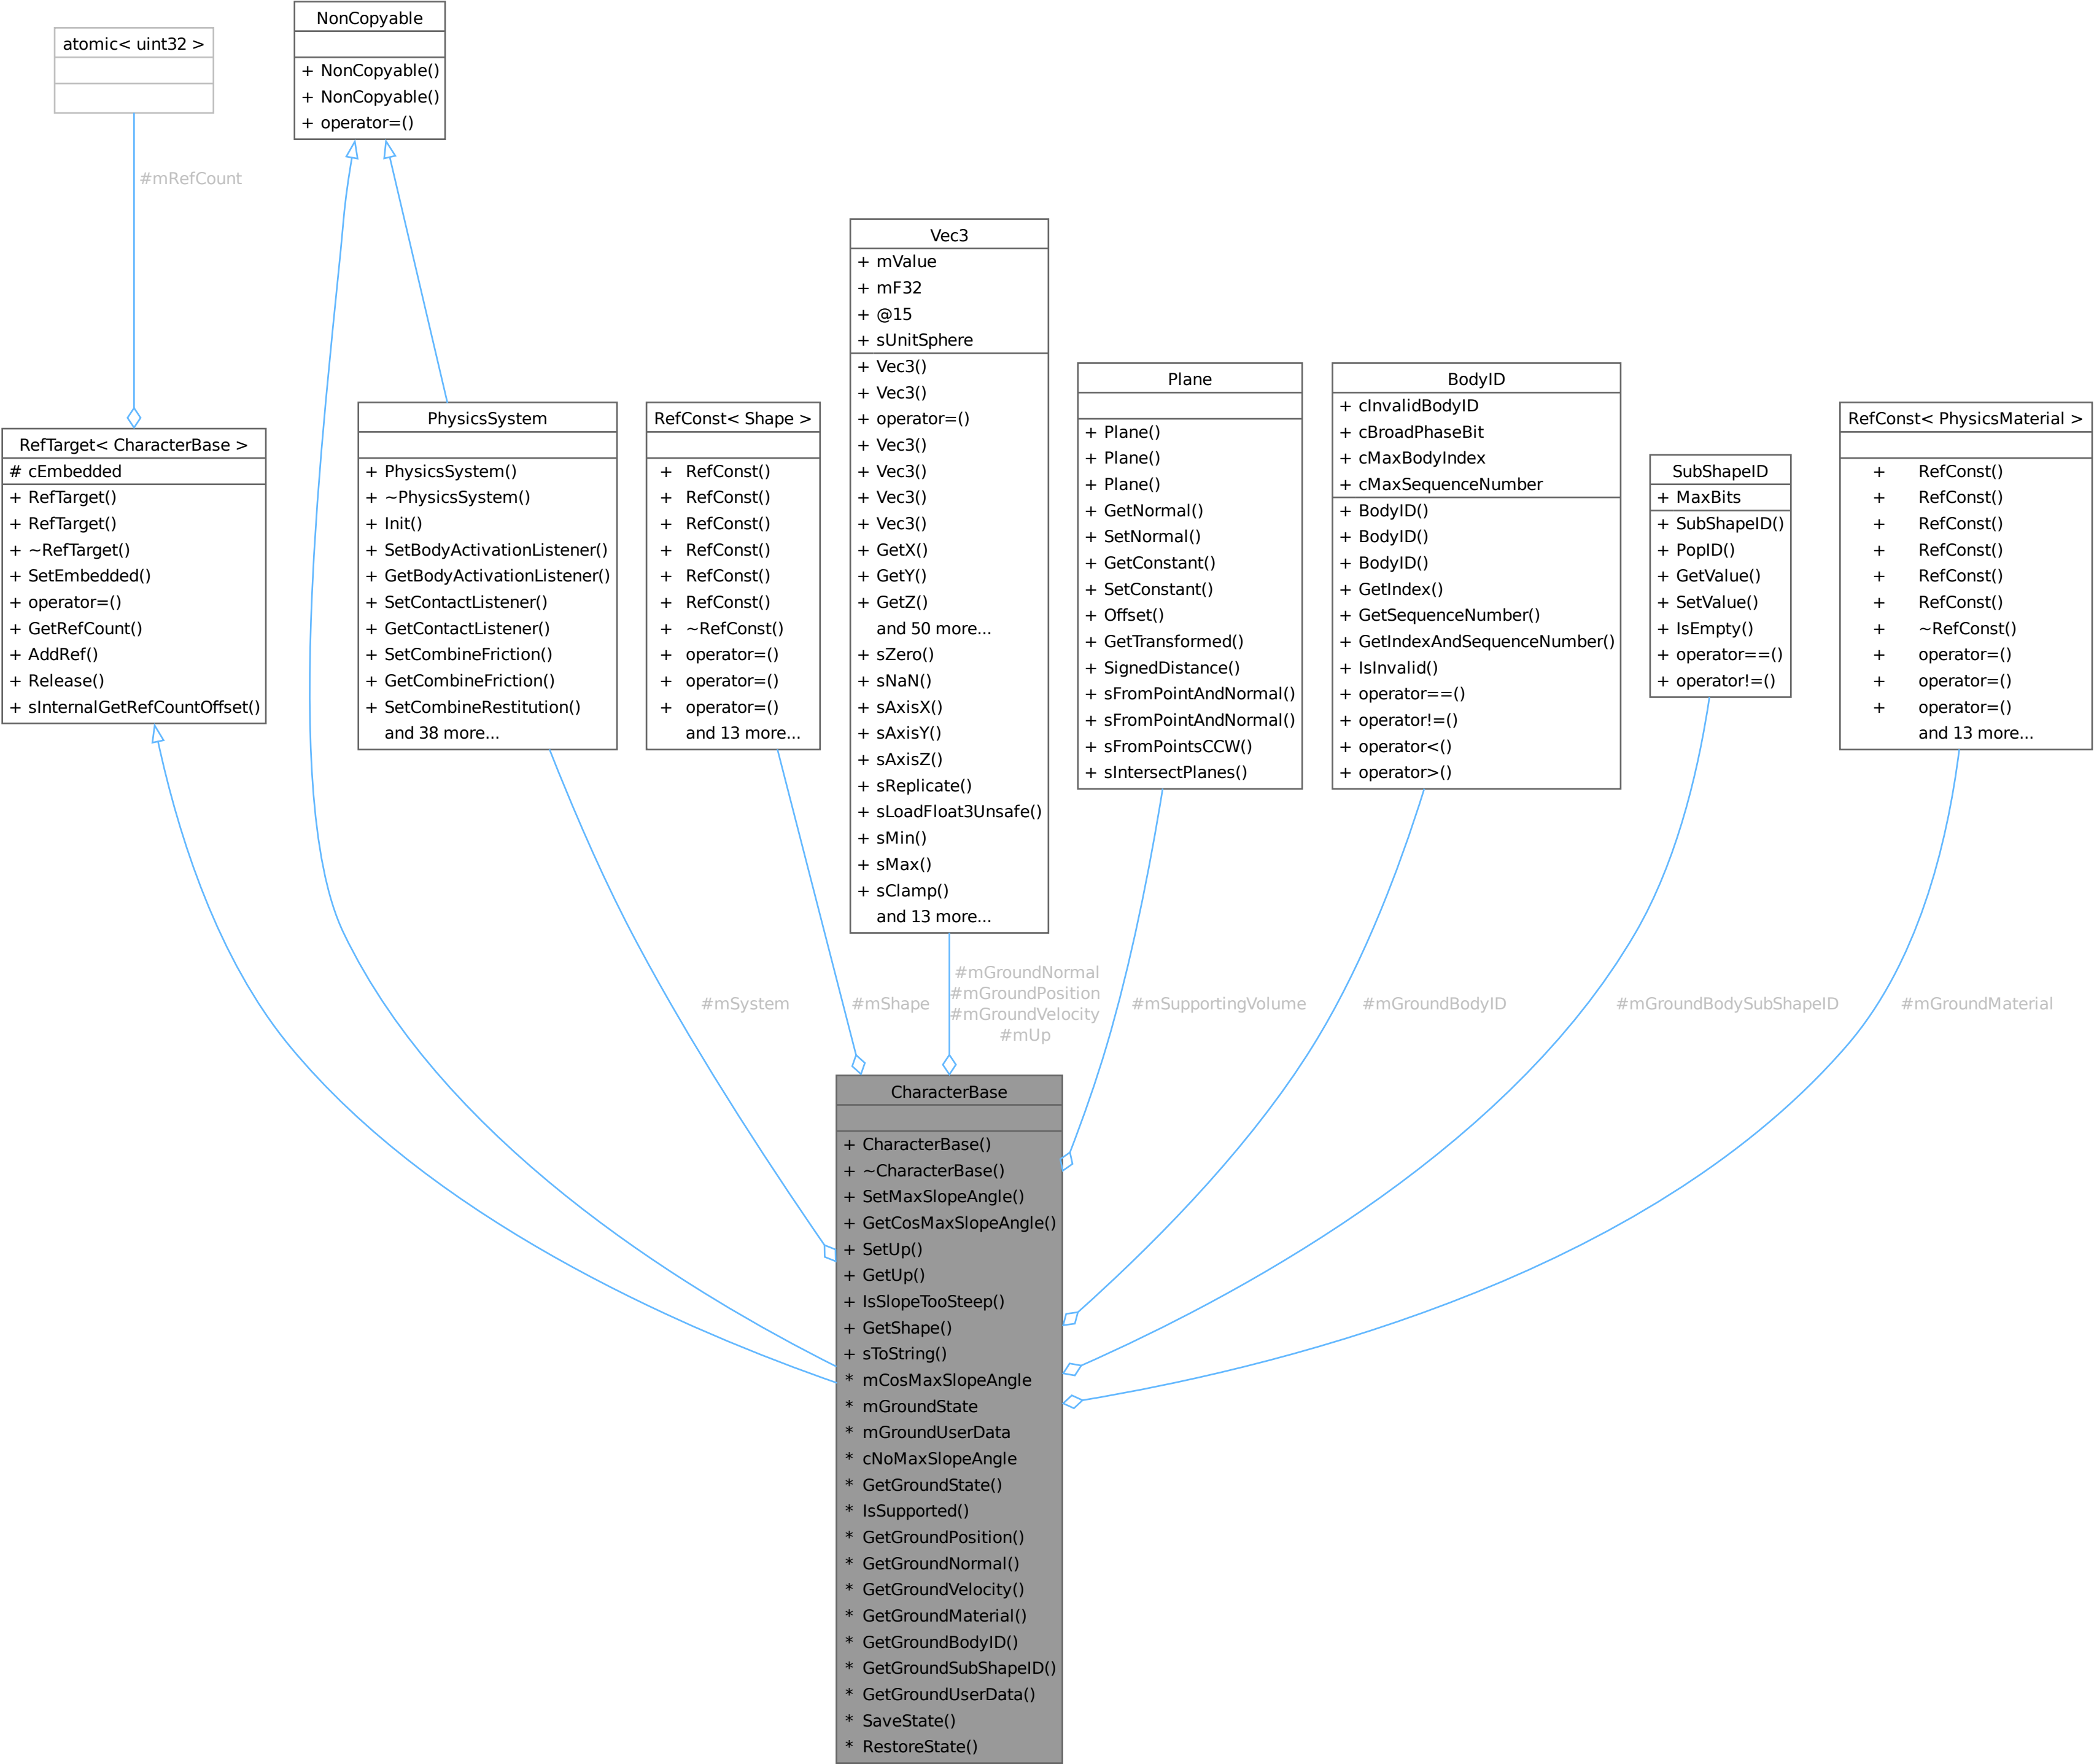 atomic< uint32 >
#mRefCount
NonCopyable
+ NonCopyable()
+ NonCopyable()
+ operator=()
RefTarget< CharacterBase >
# cEmbedded
+ RefTarget()
+ RefTarget()
+ ~RefTarget()
+ SetEmbedded()
+ operator=()
+ GetRefCount()
+ AddRef()
+ Release()
+ sInternalGetRefCountOffset()
PhysicsSystem
+ PhysicsSystem()
+ ~PhysicsSystem()
+ Init()
+ SetBodyActivationListener()
+ GetBodyActivationListener()
+ SetContactListener()
+ GetContactListener()
+ SetCombineFriction()
+ GetCombineFriction()
+ SetCombineRestitution()
and 38 more...
RefConst< Shape >
+ RefConst()
+ RefConst()
+ RefConst()
+ RefConst()
+ RefConst()
+ RefConst()
+ ~RefConst()
+ operator=()
+ operator=()
+ operator=()
and 13 more...
Vec3
+ mValue
+ mF32
+ @15
+ sUnitSphere
+ Vec3()
+ Vec3()
+ operator=()
+ Vec3()
+ Vec3()
+ Vec3()
+ Vec3()
+ GetX()
+ GetY()
+ GetZ()
and 50 more...
+ sZero()
+ sNaN()
+ sAxisX()
+ sAxisY()
+ sAxisZ()
+ sReplicate()
+ sLoadFloat3Unsafe()
+ sMin()
+ sMax()
+ sClamp()
and 13 more...
Plane
+ Plane()
+ Plane()
+ Plane()
+ GetNormal()
+ SetNormal()
+ GetConstant()
+ SetConstant()
+ Offset()
+ GetTransformed()
+ SignedDistance()
+ sFromPointAndNormal()
+ sFromPointAndNormal()
+ sFromPointsCCW()
+ sIntersectPlanes()
BodyID
+ cInvalidBodyID
+ cBroadPhaseBit
+ cMaxBodyIndex
+ cMaxSequenceNumber
+ BodyID()
+ BodyID()
+ BodyID()
+ GetIndex()
+ GetSequenceNumber()
+ GetIndexAndSequenceNumber()
+ IsInvalid()
+ operator==()
+ operator!=()
+ operator<()
+ operator>()
SubShapeID
+ MaxBits
+ SubShapeID()
+ PopID()
+ GetValue()
+ SetValue()
+ IsEmpty()
+ operator==()
+ operator!=()
RefConst< PhysicsMaterial >
+ RefConst()
+ RefConst()
+ RefConst()
+ RefConst()
+ RefConst()
+ RefConst()
+ ~RefConst()
+ operator=()
+ operator=()
+ operator=()
and 13 more...
#mSystem
#mShape
#mGroundNormal
#mGroundPosition
#mGroundVelocity
#mUp
#mSupportingVolume
#mGroundBodyID
#mGroundBodySubShapeID
#mGroundMaterial
CharacterBase
+ CharacterBase()
+ ~CharacterBase()
+ SetMaxSlopeAngle()
+ GetCosMaxSlopeAngle()
+ SetUp()
+ GetUp()
+ IsSlopeTooSteep()
+ GetShape()
+ sToString()
* mCosMaxSlopeAngle
* mGroundState
* mGroundUserData
* cNoMaxSlopeAngle
* GetGroundState()
* IsSupported()
* GetGroundPosition()
* GetGroundNormal()
* GetGroundVelocity()
* GetGroundMaterial()
* GetGroundBodyID()
* GetGroundSubShapeID()
* GetGroundUserData()
* SaveState()
* RestoreState()